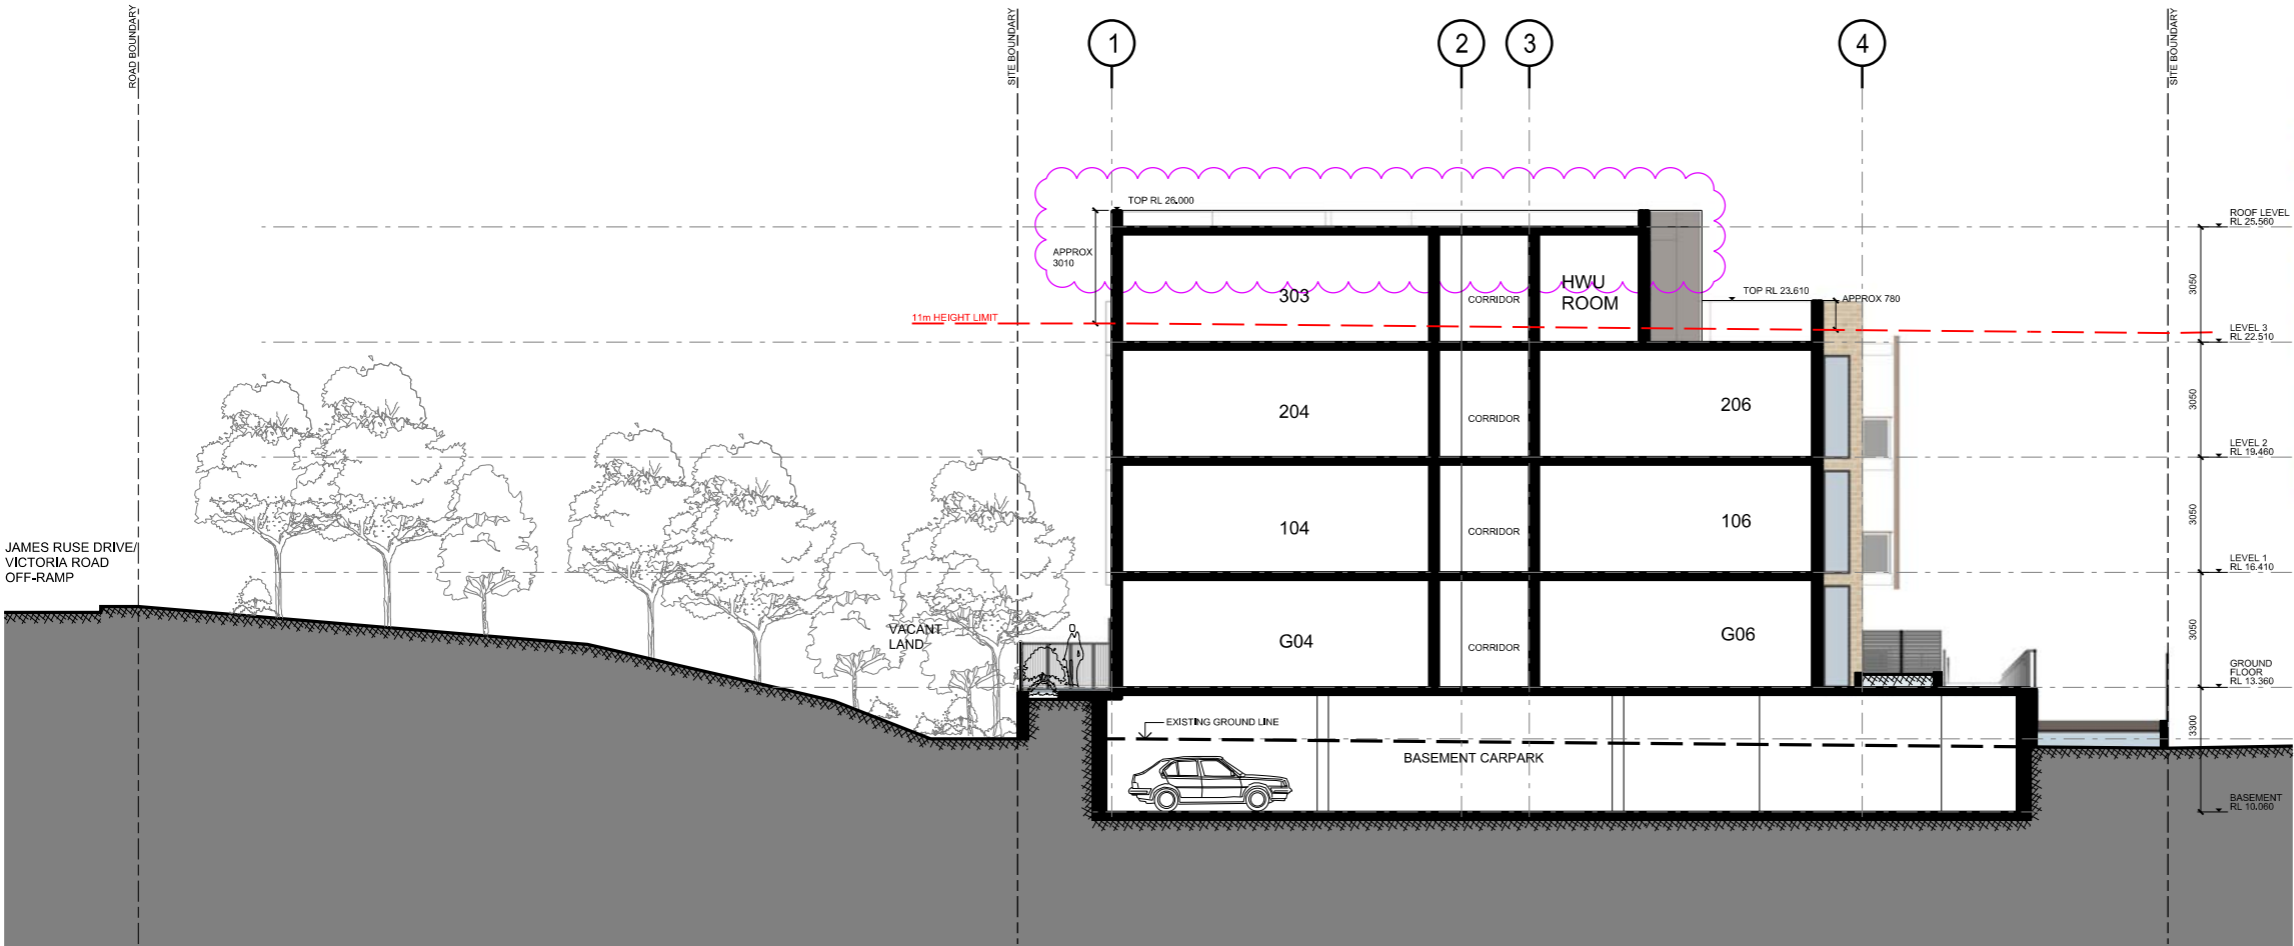 ROAD BOUNDARY
SITE BOUNDARY
1
2
3
4
SITE BOUNDARY
TOP RL 26.000
ROOF LEVEL
RL 25.560
APPROX
3010
303
CORRIDOR
HWU
ROOM
TOP RL 23.610
APPROX 780
3050
11m HEIGHT LIMIT
LEVEL 3
RL 22.510
204
CORRIDOR
206
3050
LEVEL 2
RL 19.460
104
CORRIDOR
106
3050
LEVEL 1
RL 16.410
JAMES RUSE DRIVE/
VICTORIA ROAD
OFF-RAMP
VACANT
LAND
G04
CORRIDOR
G06
3050
GROUND
FLOOR
RL 13.360
EXISTING GROUND LINE
3300
BASEMENT CARPARK
BASEMENT
RL 10.060